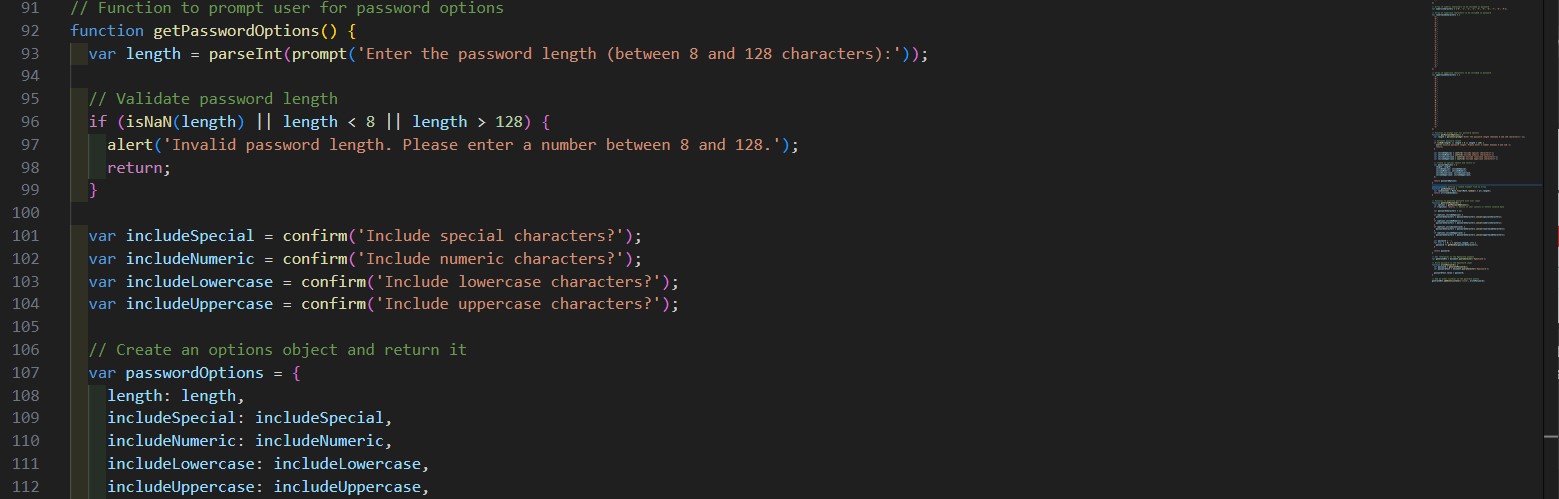 91 // Function to prompt user for password options
92 function getPasswordOptions() {
93 var length = parseInt(prompt('Enter the password length (between 8 and 128 characters):'));
94
95 // Validate password length
96 if (isNaN(length) || length < 8 || length > 128) {
97 alert('Invalid password length. Please enter a number between 8 and 128.');
98 return;
99 }
100
101 var includeSpecial = confirm('Include special characters?');
102 var includeNumeric = confirm('Include numeric characters?');
103 var includeLowercase = confirm('Include lowercase characters?');
104 var includeUppercase = confirm('Include uppercase characters?');
105
106 // Create an options object and return it
107 var passwordOptions = {
108 length: length,
109 includeSpecial: includeSpecial,
110 includeNumeric: includeNumeric,
111 includeLowercase: includeLowercase,
112 includeUppercase: includeUppercase,